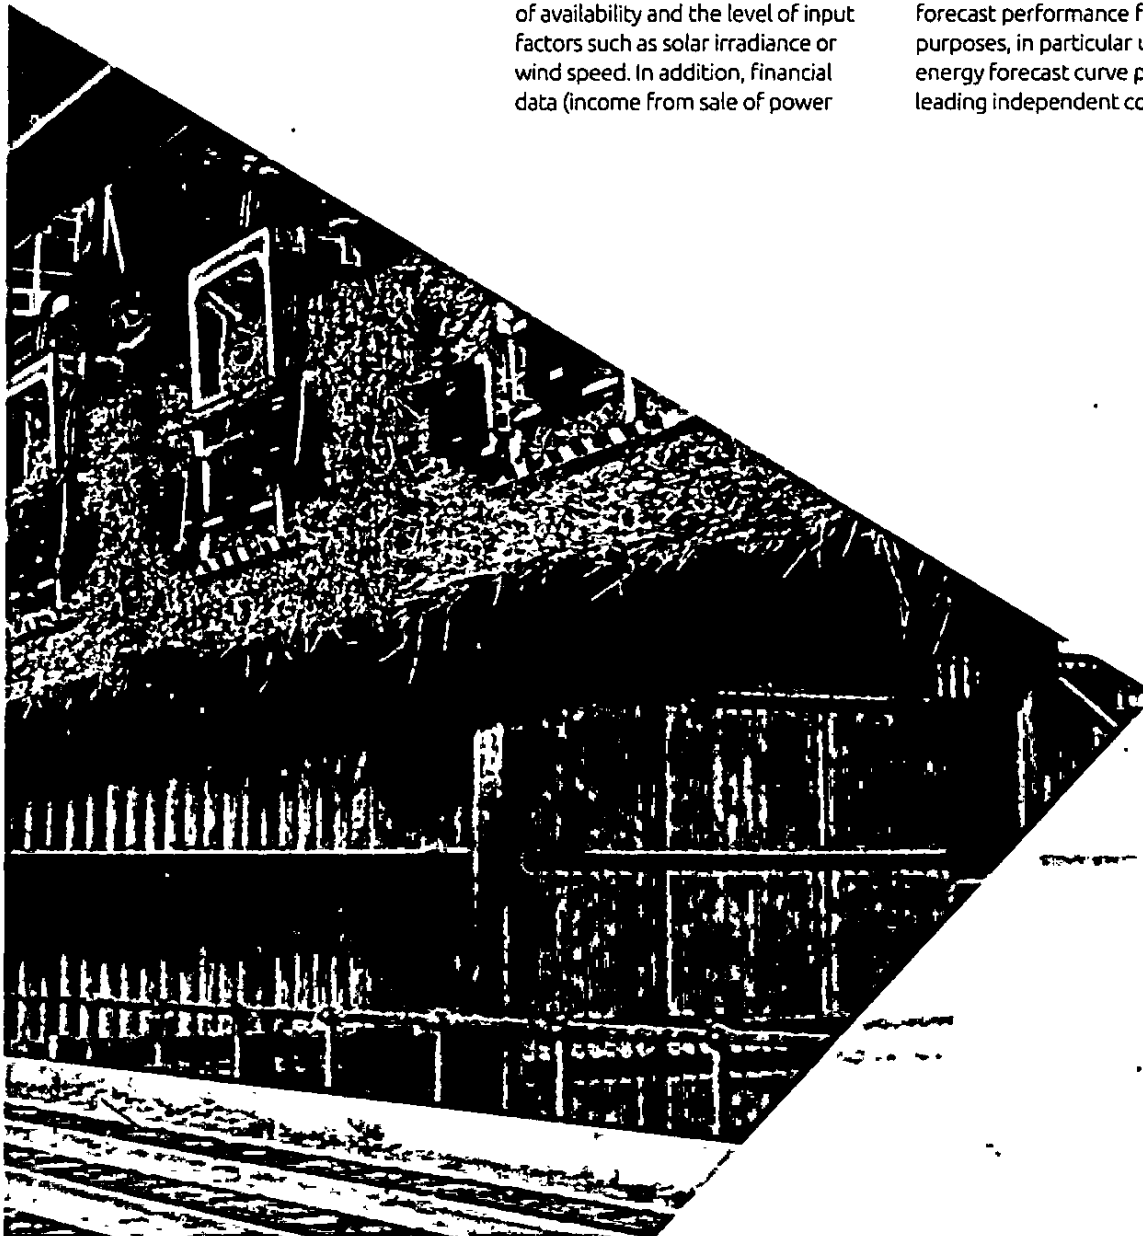 of availability and the level of input
factors such as solar irradiance or
wind speed. In addition, financial
data (income from sale of power
forecast performance f
purposes, in particular u
energy forecast curve p
leading independent co